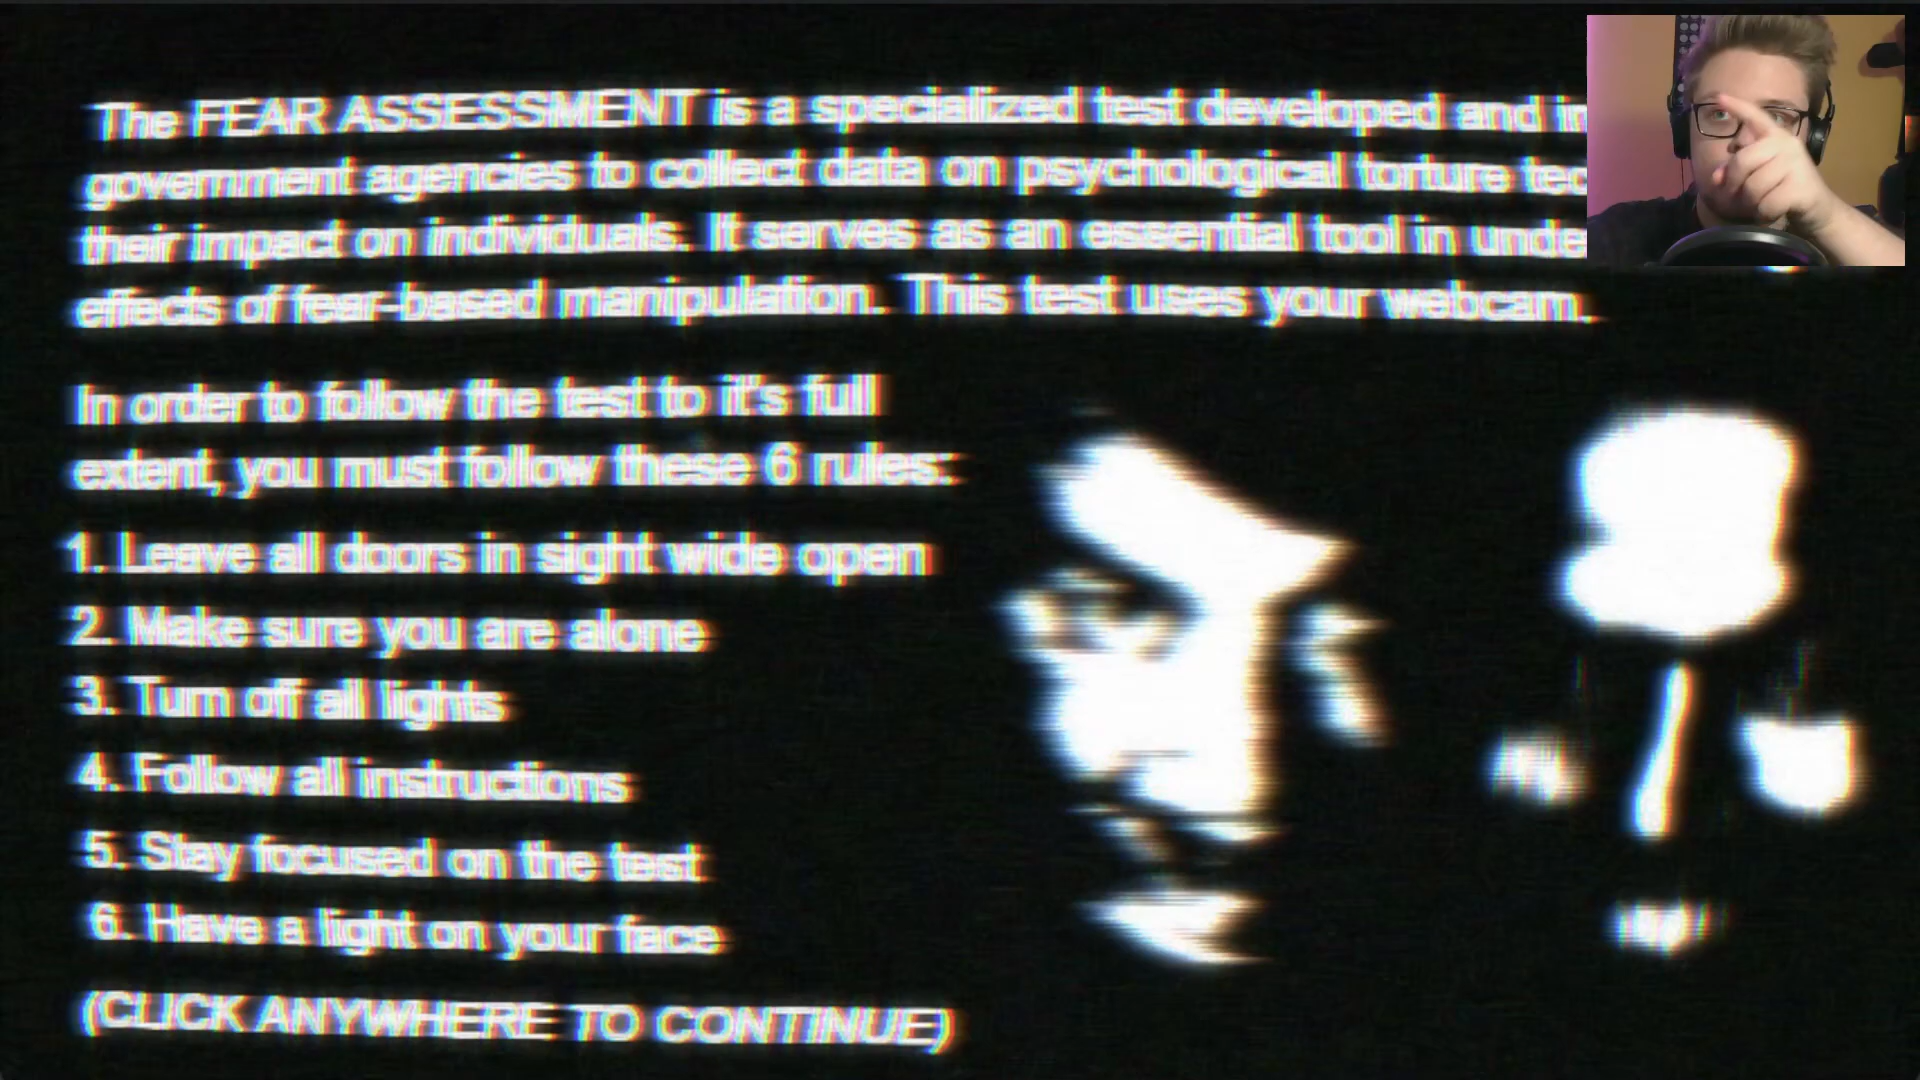 The FEAR ASSESSMENT is a specialized test developed and
government agencies to collect data on psychological torture
their impact on individuals. It serves as an essential tool in
effects of fear-based manipulation. This test uses your webcam.
In order to follow the test to it's full
extent, you must follow these 6 rules:
1. Leave all doors in sight wide open
2. Make sure you are alone
3. Turn off all lights
4. Follow all instructions
5. Stay focused on the test
6. Have a light on your face
(CLICK ANYWHERE TO CONTINUE)